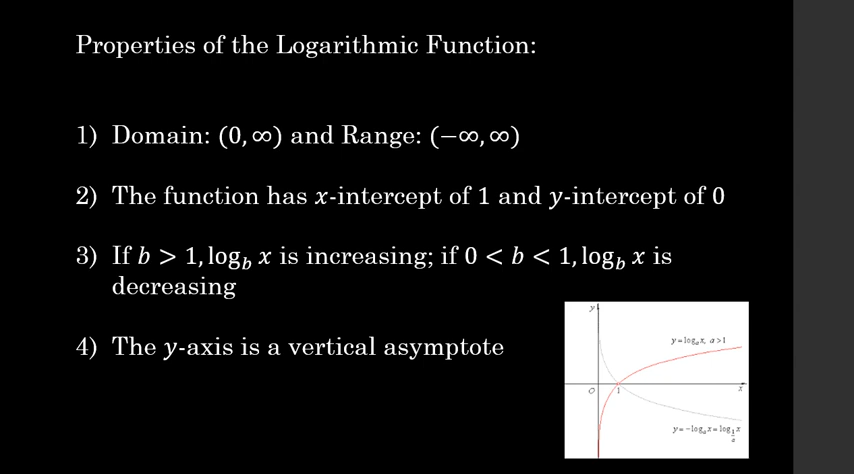 Properties of the Logarithmic Function:
1) Domain: (0, ∞) and Range: (−∞, ∞)
2) The function has x-intercept of 1 and y-intercept of 0
3) If b > 1, log_b x is increasing; if 0 < b < 1, log_b x is
decreasing
4) The y-axis is a vertical asymptote
y
y=log_a x, a>1
O 1 x
y=−log_a x=log_{1/a} x